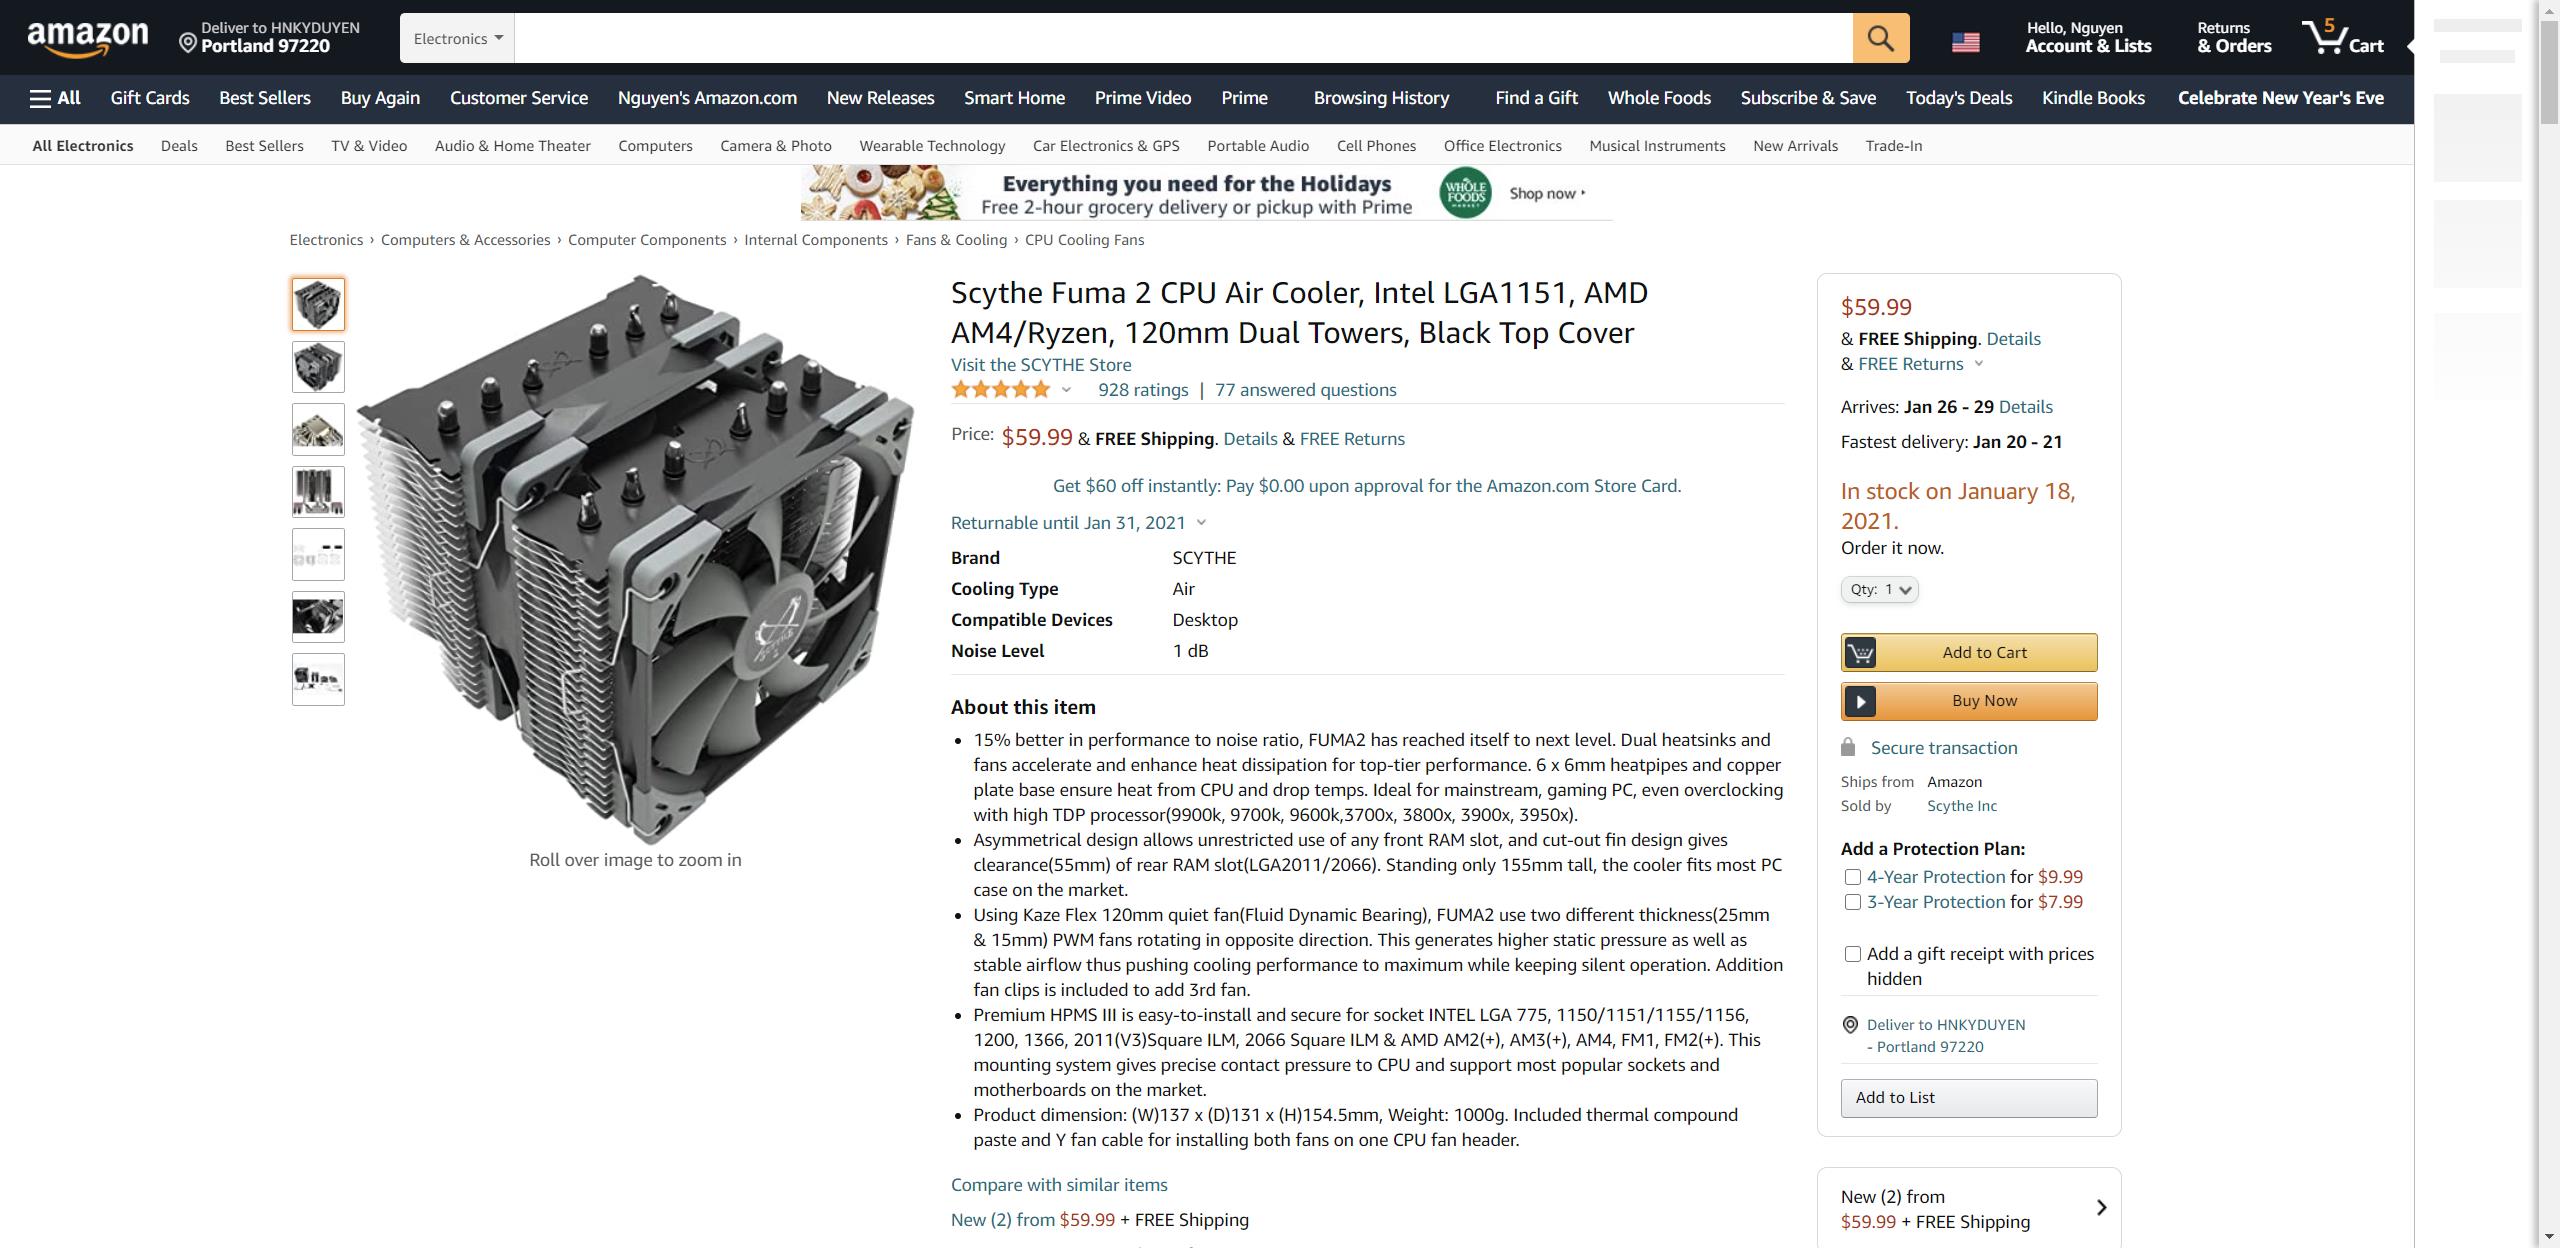 amazon
Deliver to HNKYDUYEN
Portland 97220
Electronics
Hello, Nguyen
Account & Lists
Returns
& Orders
5
Cart
All
Gift Cards
Best Sellers
Buy Again
Customer Service
Nguyen's Amazon.com
New Releases
Smart Home
Prime Video
Prime
Browsing History
Find a Gift
Whole Foods
Subscribe & Save
Today's Deals
Kindle Books
Celebrate New Year's Eve
All Electronics
Deals
Best Sellers
TV & Video
Audio & Home Theater
Computers
Camera & Photo
Wearable Technology
Car Electronics & GPS
Portable Audio
Cell Phones
Office Electronics
Musical Instruments
New Arrivals
Trade-In
Everything you need for the Holidays
Free 2-hour grocery delivery or pickup with Prime
WHOLE
FOODS
MARKET
Shop now
Electronics › Computers & Accessories › Computer Components › Internal Components › Fans & Cooling › CPU Cooling Fans
SCYTHE
Roll over image to zoom in
Scythe Fuma 2 CPU Air Cooler, Intel LGA1151, AMD
AM4/Ryzen, 120mm Dual Towers, Black Top Cover
Visit the SCYTHE Store
928 ratings | 77 answered questions
Price: $59.99 & FREE Shipping. Details & FREE Returns
Get $60 off instantly: Pay $0.00 upon approval for the Amazon.com Store Card.
Returnable until Jan 31, 2021
Brand SCYTHE
Cooling Type Air
Compatible Devices Desktop
Noise Level 1 dB
About this item
• 15% better in performance to noise ratio, FUMA2 has reached itself to next level. Dual heatsinks and
fans accelerate and enhance heat dissipation for top-tier performance. 6 x 6mm heatpipes and copper
plate base ensure heat from CPU and drop temps. Ideal for mainstream, gaming PC, even overclocking
with high TDP processor(9900k, 9700k, 9600k,3700x, 3800x, 3900x, 3950x).
• Asymmetrical design allows unrestricted use of any front RAM slot, and cut-out fin design gives
clearance(55mm) of rear RAM slot(LGA2011/2066). Standing only 155mm tall, the cooler fits most PC
case on the market.
• Using Kaze Flex 120mm quiet fan(Fluid Dynamic Bearing), FUMA2 use two different thickness(25mm
& 15mm) PWM fans rotating in opposite direction. This generates higher static pressure as well as
stable airflow thus pushing cooling performance to maximum while keeping silent operation. Addition
fan clips is included to add 3rd fan.
• Premium HPMS III is easy-to-install and secure for socket INTEL LGA 775, 1150/1151/1155/1156,
1200, 1366, 2011(V3)Square ILM, 2066 Square ILM & AMD AM2(+), AM3(+), AM4, FM1, FM2(+). This
mounting system gives precise contact pressure to CPU and support most popular sockets and
motherboards on the market.
• Product dimension: (W)137 x (D)131 x (H)154.5mm, Weight: 1000g. Included thermal compound
paste and Y fan cable for installing both fans on one CPU fan header.
Compare with similar items
New (2) from $59.99 + FREE Shipping
$59.99
& FREE Shipping. Details
& FREE Returns
Arrives: Jan 26 - 29 Details
Fastest delivery: Jan 20 - 21
In stock on January 18,
2021.
Order it now.
Qty: 1
Add to Cart
Buy Now
Secure transaction
Ships from Amazon
Sold by Scythe Inc
Add a Protection Plan:
4-Year Protection for $9.99
3-Year Protection for $7.99
Add a gift receipt with prices
hidden
Deliver to HNKYDUYEN
- Portland 97220
Add to List
New (2) from
$59.99 + FREE Shipping